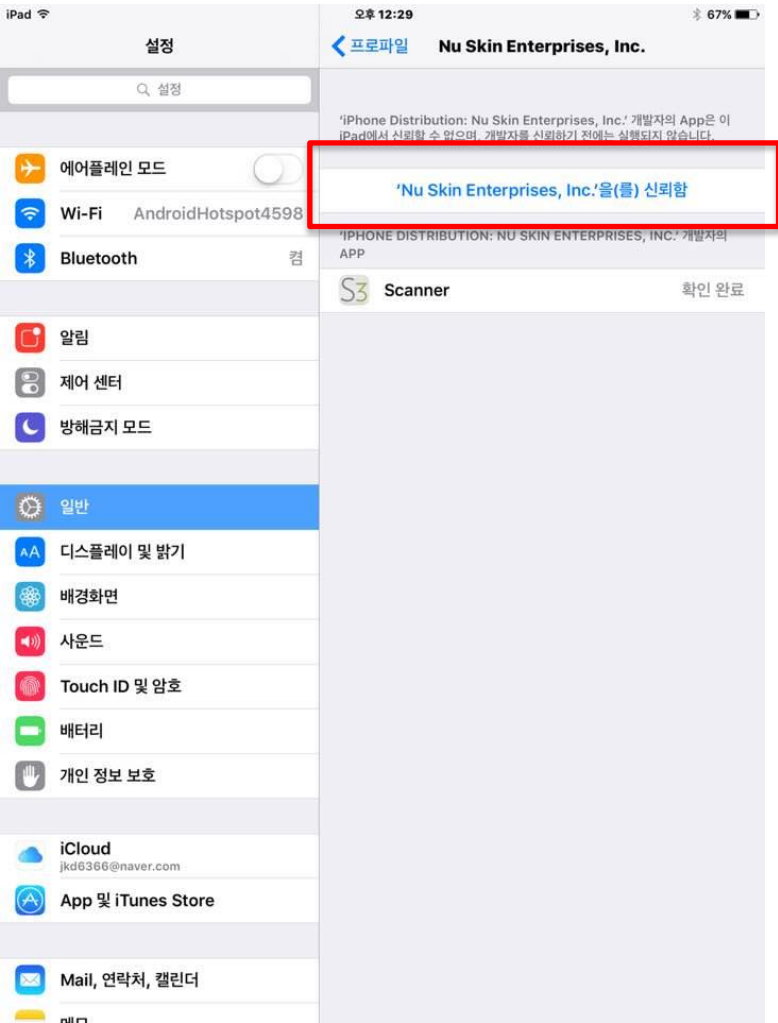 iPad
오후 12:29
67%
설정
설정
에어플레인 모드
Wi-Fi AndroidHotspot4598
Bluetooth 켬
알림
제어 센터
방해금지 모드
일반
AA 디스플레이 및 밝기
배경화면
사운드
Touch ID 및 암호
배터리
개인 정보 보호
iCloud
jkd6366@naver.com
App 및 iTunes Store
Mail, 연락처, 캘린더
메모
프로파일 Nu Skin Enterprises, Inc.
‘iPhone Distribution: Nu Skin Enterprises, Inc.’ 개발자의 App은 이
iPad에서 신뢰할 수 없으며, 개발자를 신뢰하기 전에는 실행되지 않습니다.
‘Nu Skin Enterprises, Inc.’을(를) 신뢰함
‘IPHONE DISTRIBUTION: NU SKIN ENTERPRISES, INC.’ 개발자의
APP
S3 Scanner 확인 완료